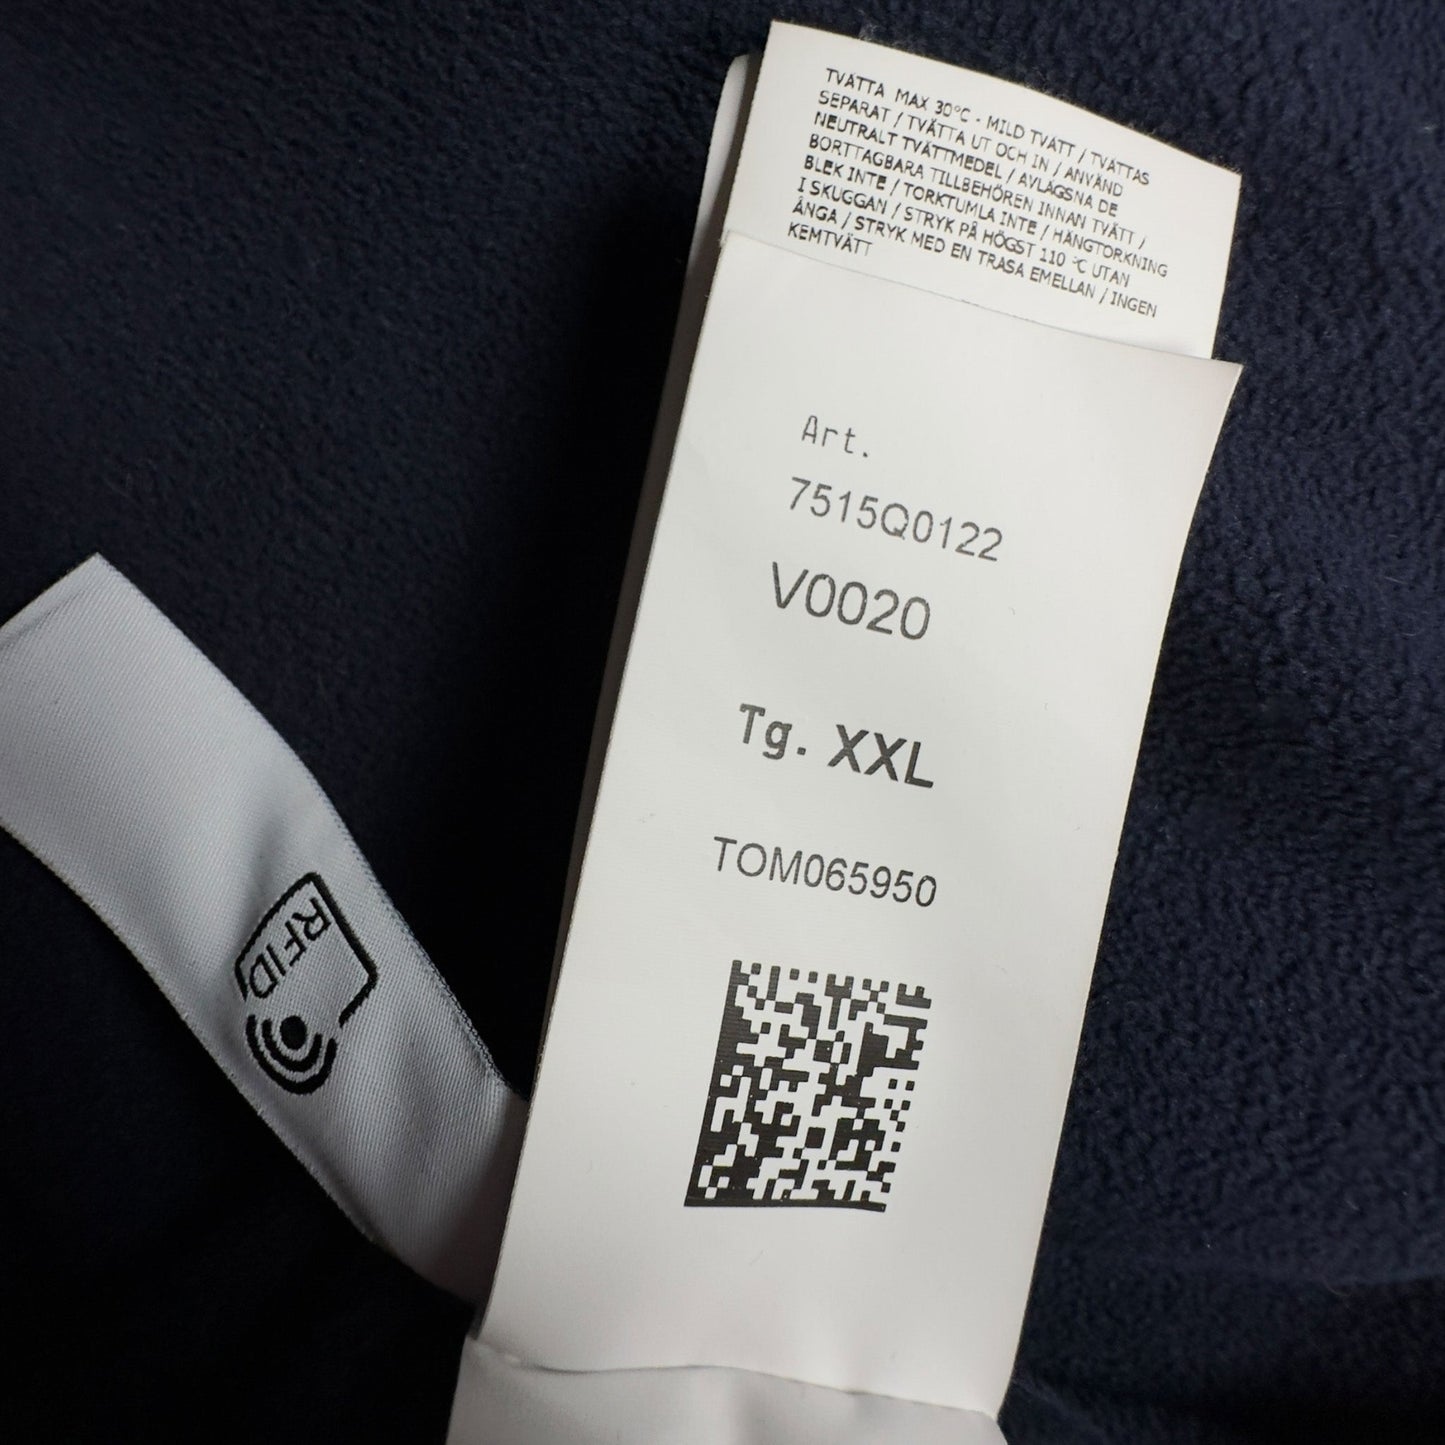 TVATTA MAX 30°C - MILD TVATT / TVATTAS
SEPARAT / TVÄTTA UT OCH IN / ANVÄND
NEUTRALT TVÄTTMEDEL / AVLÄGSNA DE
BORTTAGBARA TILLBEHÖREN INNAN TVÄTT /
BLEK INTE / TORKTUMLA INTE / HÄNGTORKNING
I SKUGGAN / STRYK PÅ HÖGST 110 °C UTAN
ÅNGA / STRYK MED EN TRASA EMELLAN / INGEN
KEMTVÄTT
Art.
7515Q0122
V0020
Tg. XXL
TOM065950
RFID